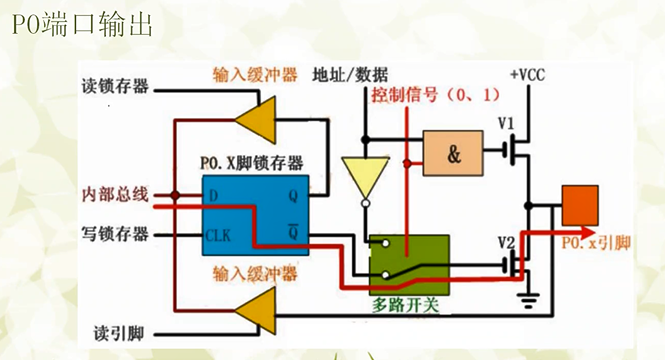 P0端口输出
输入缓冲器
地址/数据
+VCC
读锁存器
控制信号(0、1)
V1
P0.X脚锁存器
&
内部总线
D
Q
写锁存器
CLK
Q̅
V2
P0.x引脚
输入缓冲器
多路开关
读引脚